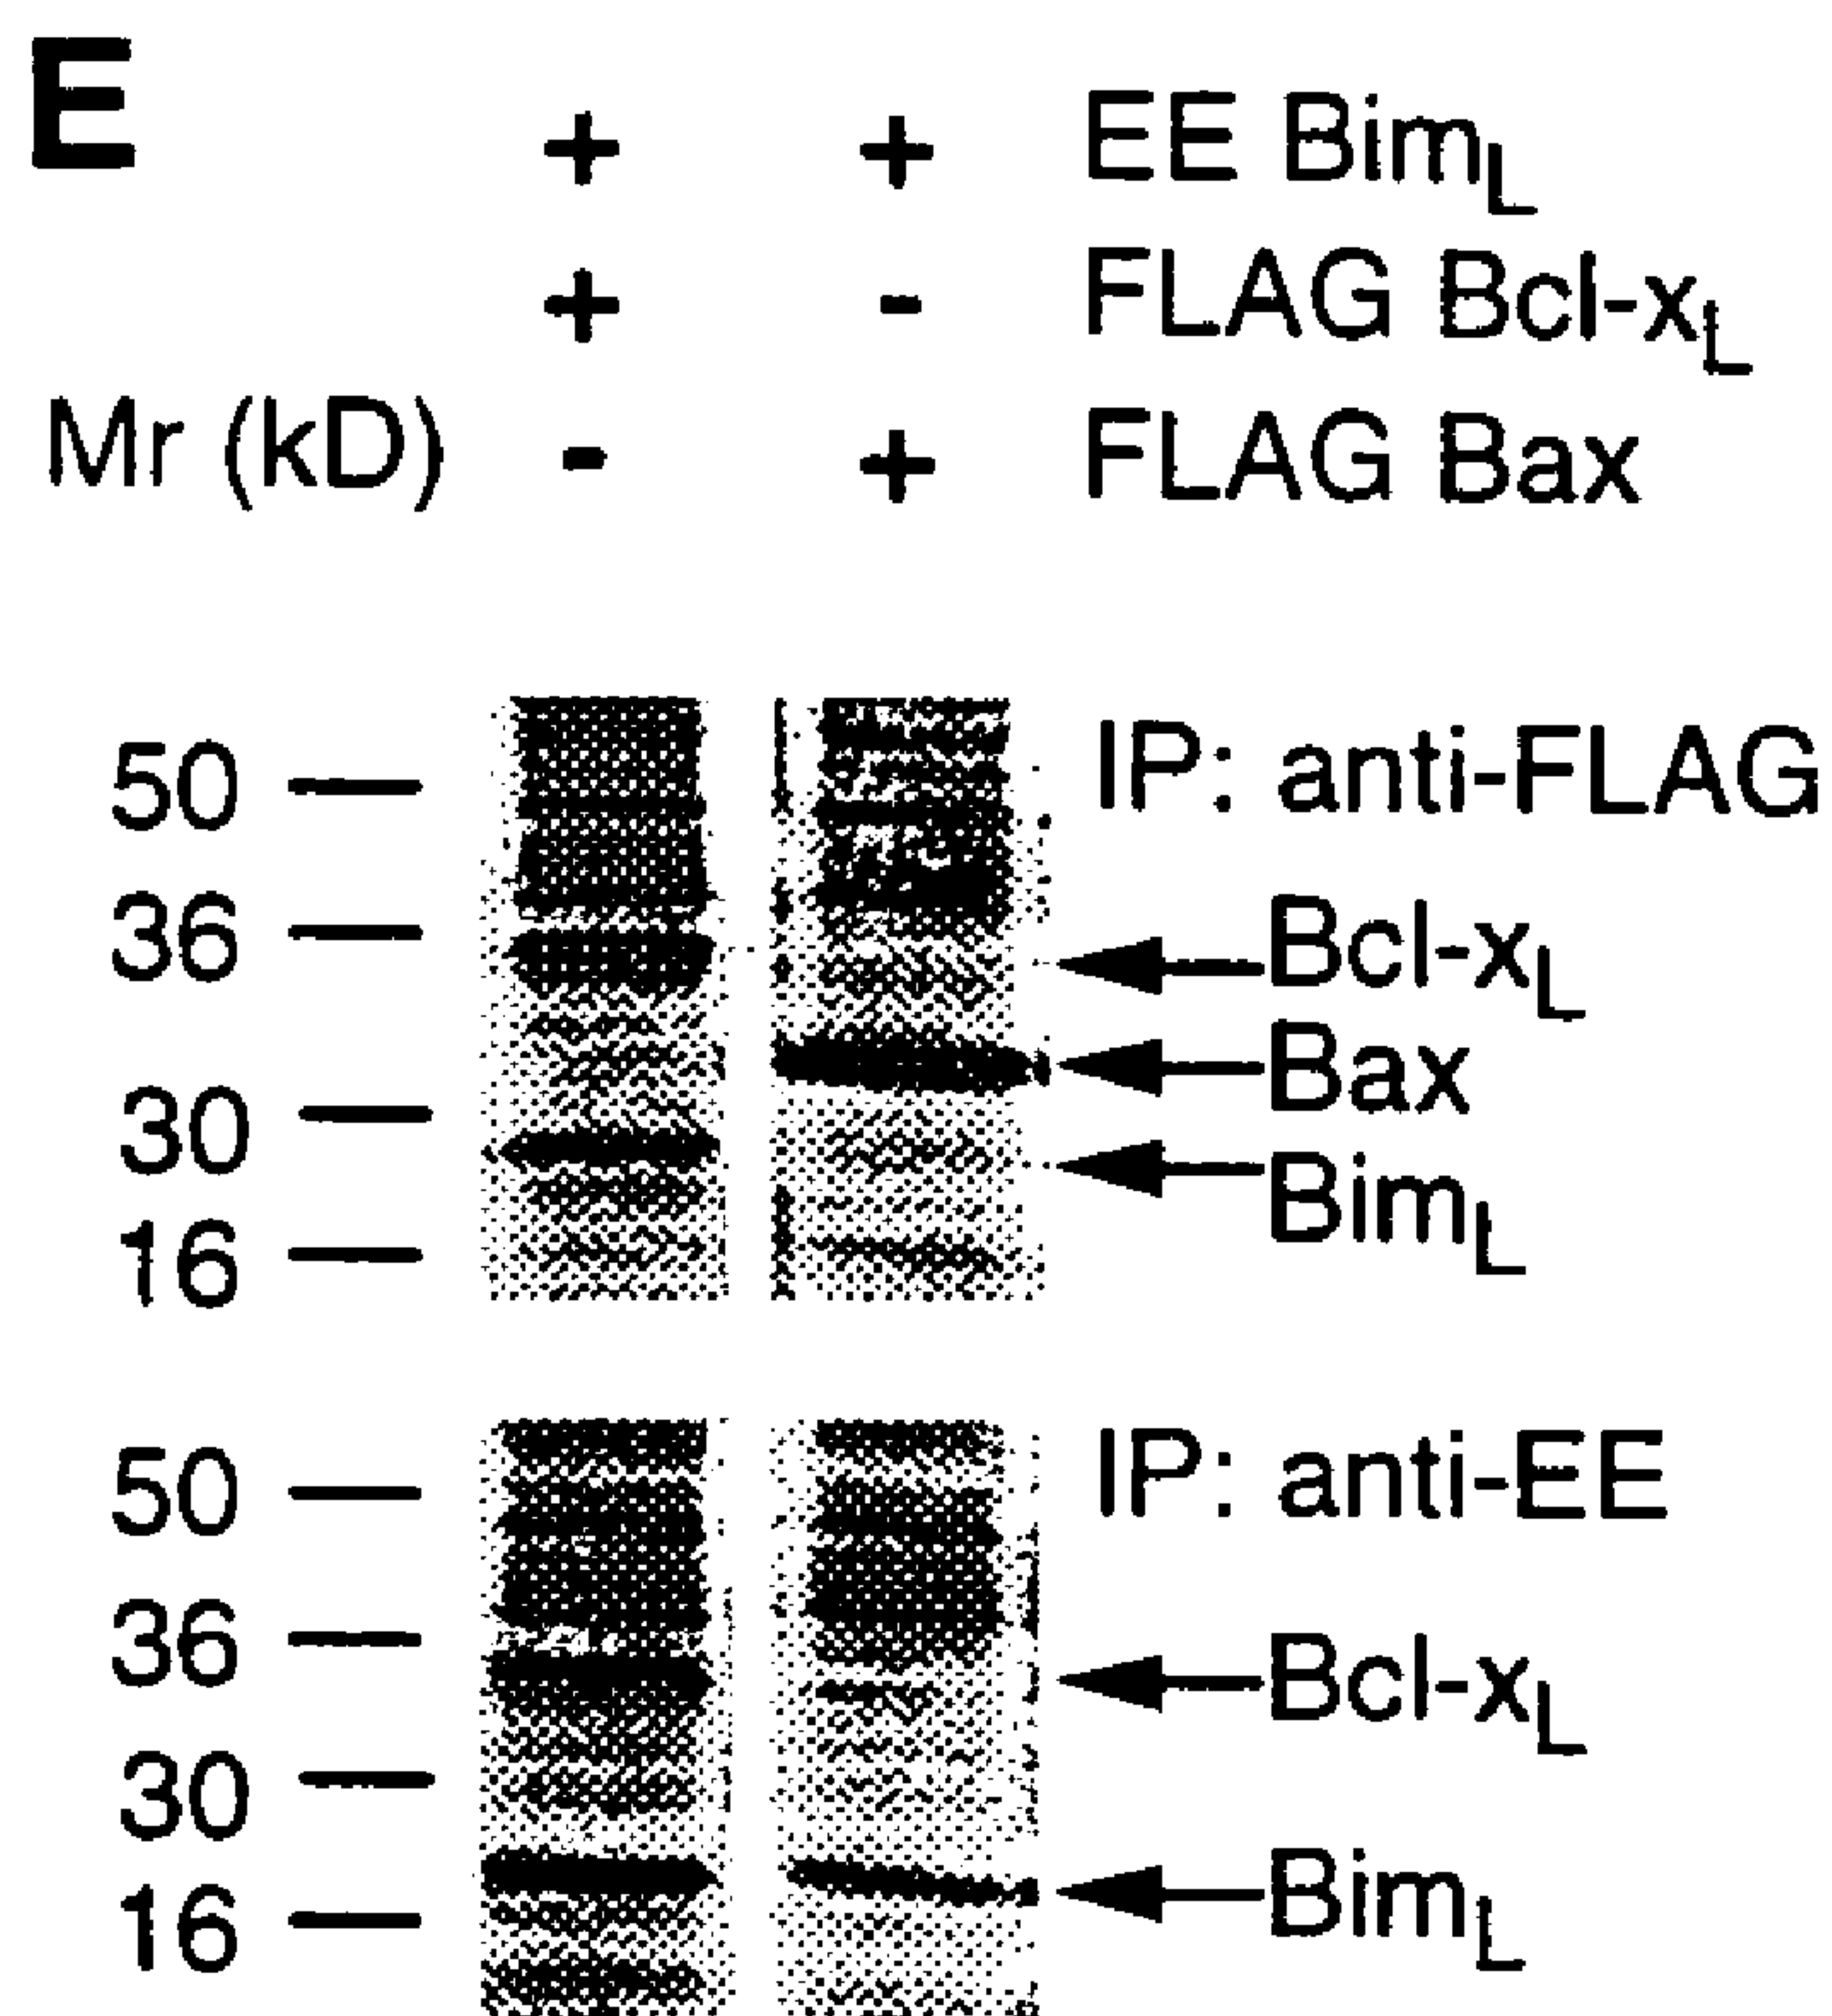 E
+ + EE BimL
+ - FLAG Bcl-xL
Mr (kD) - + FLAG Bax
50 IP: anti-FLAG
36 Bcl-xL
Bax
30 BimL
16
50 IP: anti-EE
36 Bcl-xL
30
16 BimL